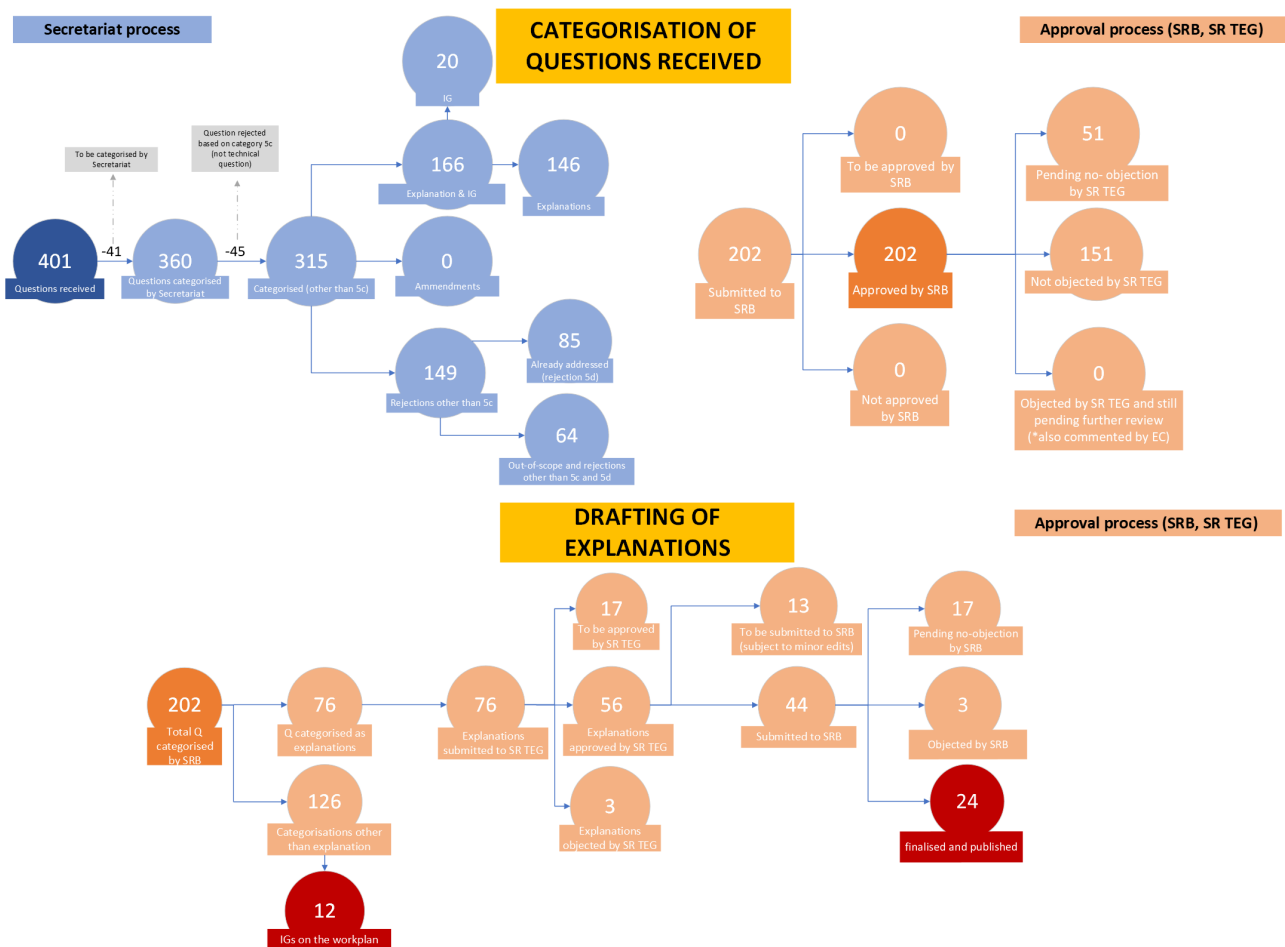 Secretariat process
CATEGORISATION OF
QUESTIONS RECEIVED
Approval process (SRB, SR TEG)
20
IG
To be categorised by
Secretariat
Question rejected
based on category 5c
(not technical
question)
166
Explanation & IG
146
Explanations
401
Questions received
-41
360
Questions categorised
by Secretariat
-45
315
Categorised (other than 5c)
0
Ammendments
149
Rejections other than 5c
85
Already addressed
(rejection 5d)
64
Out-of-scope and rejections
other than 5c and 5d
202
Submitted to
SRB
0
To be approved by
SRB
202
Approved by SRB
0
Not approved
by SRB
51
Pending no- objection
by SR TEG
151
Not objected by SR TEG
0
Objected by SR TEG and still
pending further review
(*also commented by EC)
DRAFTING OF
EXPLANATIONS
Approval process (SRB, SR TEG)
202
Total Q
categorised
by SRB
76
Q categorised as
explanations
126
Categorisations other
than explanation
12
IGs on the workplan
76
Explanations
submitted to SR TEG
17
To be approved
by SR TEG
56
Explanations
approved by SR TEG
3
Explanations
objected by SR TEG
13
To be submitted to SRB
(subject to minor edits)
44
Submitted to SRB
17
Pending no-objection
by SRB
3
Objected by SRB
24
finalised and published